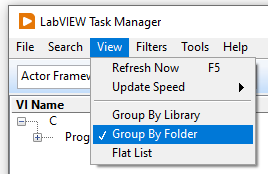 LabVIEW Task Manager
File Search View Filters Tools Help
Actor Framew
Refresh Now F5
Update Speed
VI Name
Group By Library
C
Group By Folder
Prog
Flat List